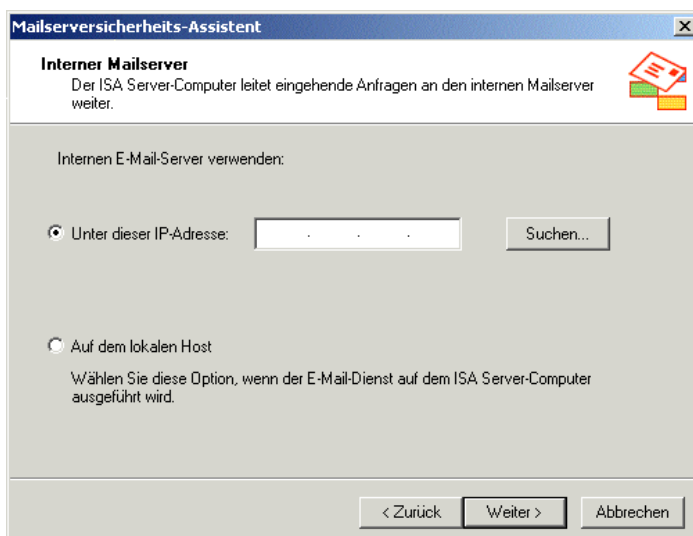 Mailserversicherheits-Assistent
Interner Mailserver
Der ISA Server-Computer leitet eingehende Anfragen an den internen Mailserver
weiter.
Internen E-Mail-Server verwenden:
Unter dieser IP-Adresse: . . . Suchen...
Auf dem lokalen Host
Wählen Sie diese Option, wenn der E-Mail-Dienst auf dem ISA Server-Computer
ausgeführt wird.
< Zurück Weiter > Abbrechen